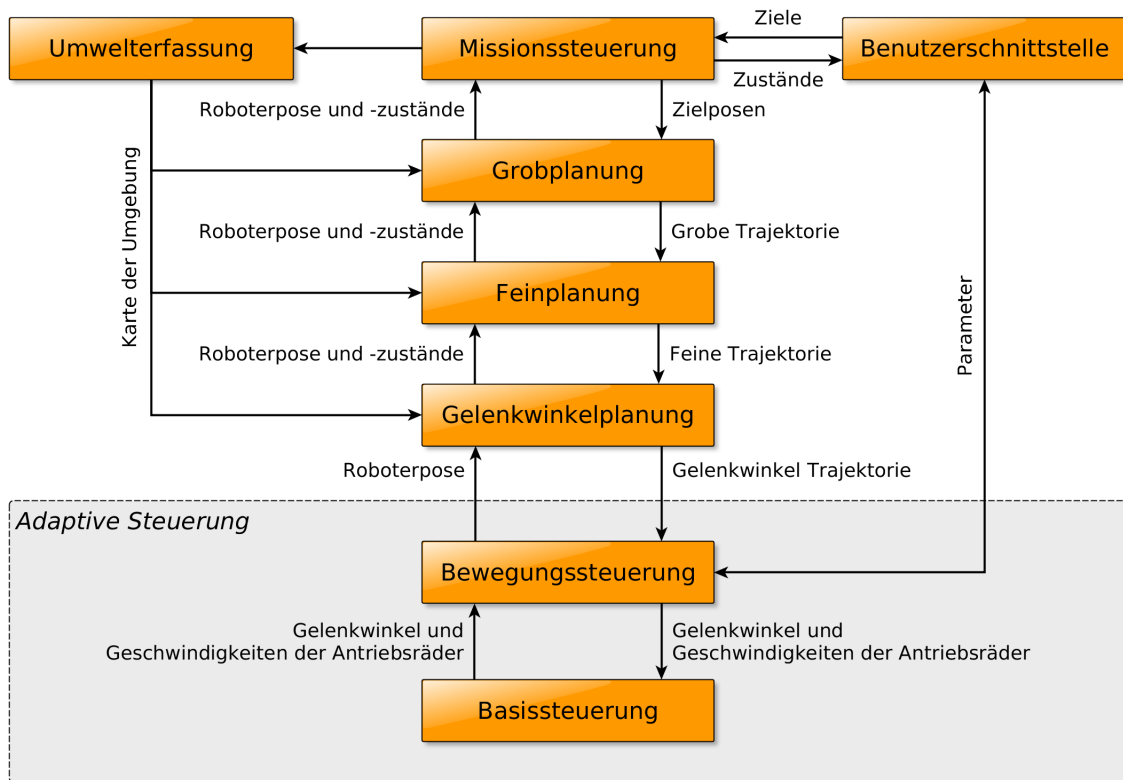 Ziele
Umwelterfassung
Missionssteuerung
Benutzerschnittstelle
Zustände
Roboterpose und -zustände
Zielposen
Grobplanung
Karte der Umgebung
Roboterpose und -zustände
Grobe Trajektorie
Feinplanung
Parameter
Roboterpose und -zustände
Feine Trajektorie
Gelenkwinkelplanung
Roboterpose
Gelenkwinkel Trajektorie
Adaptive Steuerung
Bewegungssteuerung
Gelenkwinkel und
Geschwindigkeiten der Antriebsräder
Gelenkwinkel und
Geschwindigkeiten der Antriebsräder
Basissteuerung